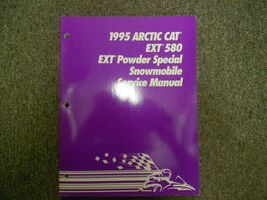 1995 ARCTIC CAT
EXT 580
EXT Powder Special
Snowmobile
Service Manual